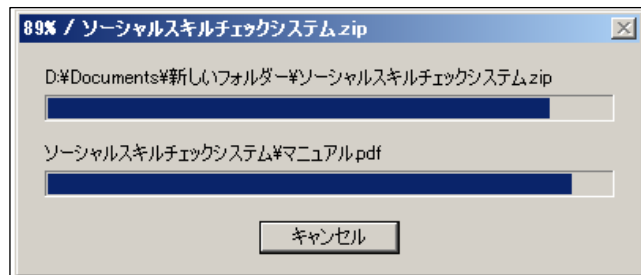 89% / ソーシャルスキルチェックシステム.zip
D:¥Documents¥新しいフォルダー¥ソーシャルスキルチェックシステム.zip
ソーシャルスキルチェックシステム¥マニュアル.pdf
キャンセル